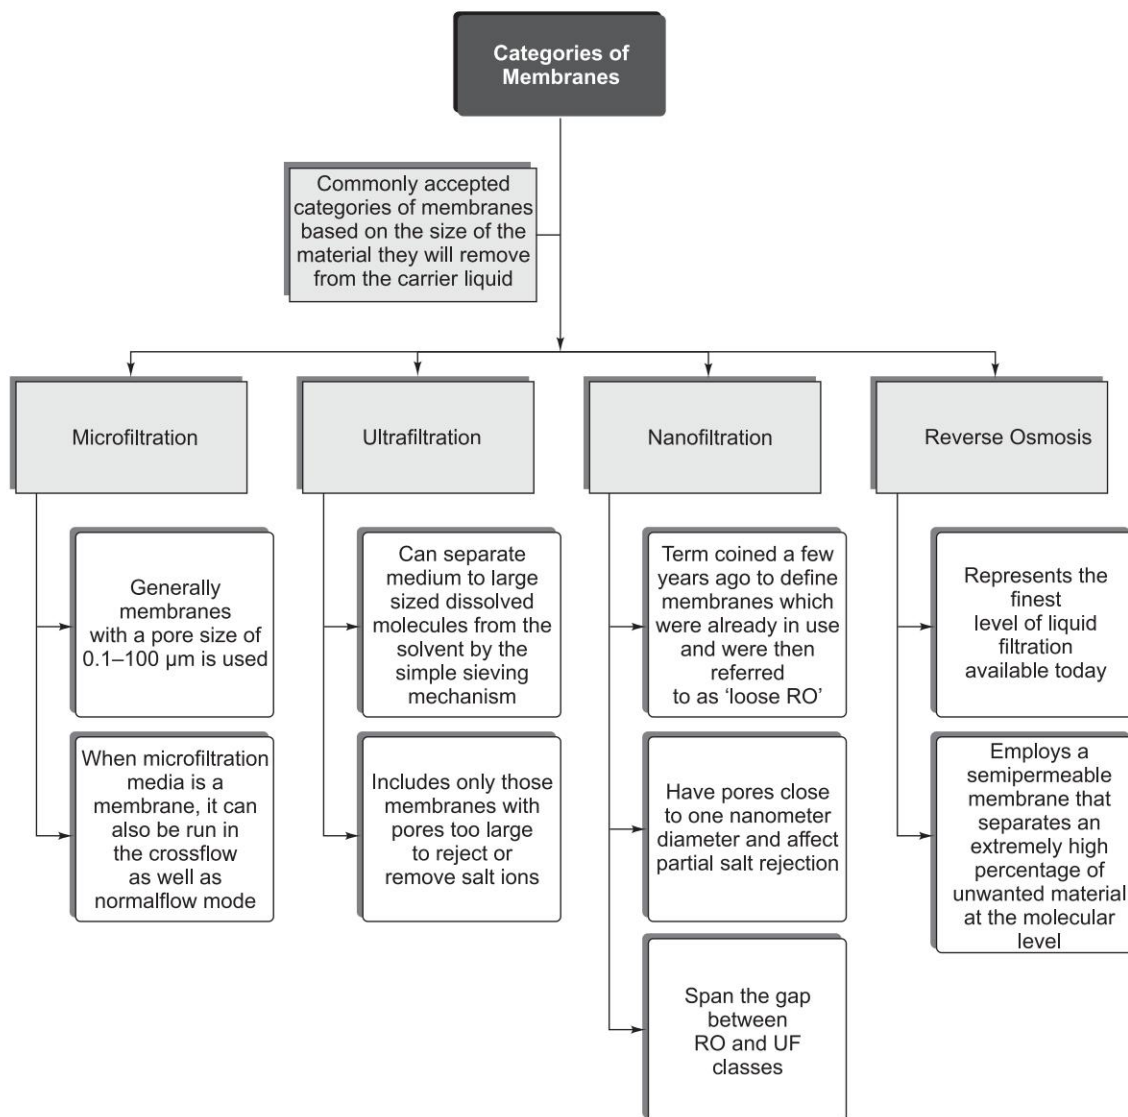 Categories of
Membranes
Commonly accepted
categories of membranes
based on the size of the
material they will remove
from the carrier liquid
Microfiltration
Ultrafiltration
Nanofiltration
Reverse Osmosis
Generally
membranes
with a pore size of
0.1–100 μm is used
When microfiltration
media is a
membrane, it can
also be run in
the crossflow
as well as
normalflow mode
Can separate
medium to large
sized dissolved
molecules from the
solvent by the
simple sieving
mechanism
Includes only those
membranes with
pores too large
to reject or
remove salt ions
Term coined a few
years ago to define
membranes which
were already in use
and were then
referred
to as ‘loose RO’
Have pores close
to one nanometer
diameter and affect
partial salt rejection
Span the gap
between
RO and UF
classes
Represents the
finest
level of liquid
filtration
available today
Employs a
semipermeable
membrane that
separates an
extremely high
percentage of
unwanted material
at the molecular
level